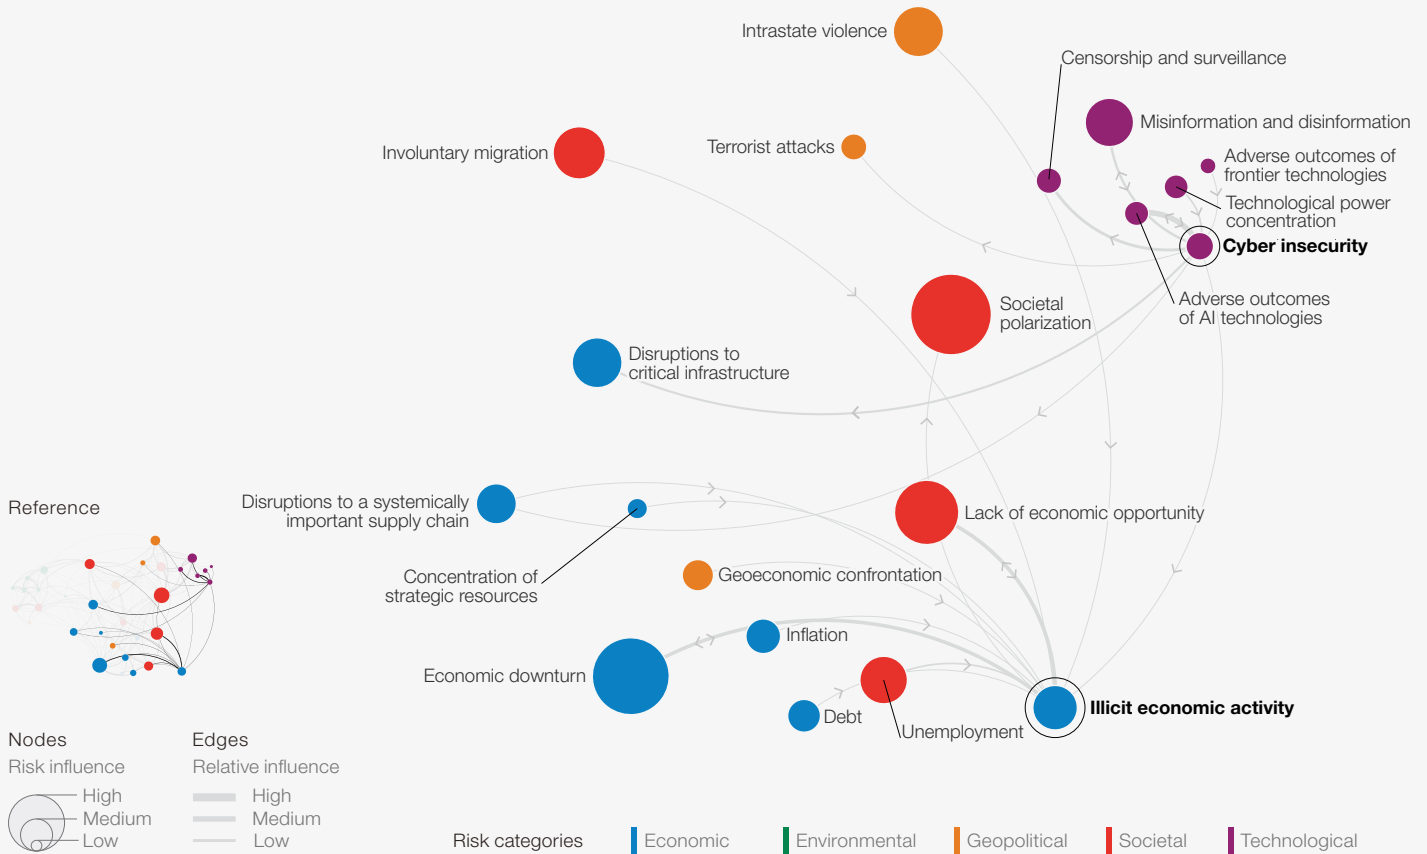 Intrastate violence
Censorship and surveillance
Misinformation and disinformation
Involuntary migration
Terrorist attacks
Adverse outcomes of
frontier technologies
Technological power
concentration
Cyber insecurity
Adverse outcomes
of AI technologies
Societal
polarization
Disruptions to
critical infrastructure
Reference
Disruptions to a systemically
important supply chain
Lack of economic opportunity
Concentration of
strategic resources
Geoeconomic confrontation
Inflation
Economic downturn
Illicit economic activity
Debt
Unemployment
Nodes
Risk influence
High
Medium
Low
Edges
Relative influence
High
Medium
Low
Risk categories
Economic
Environmental
Geopolitical
Societal
Technological